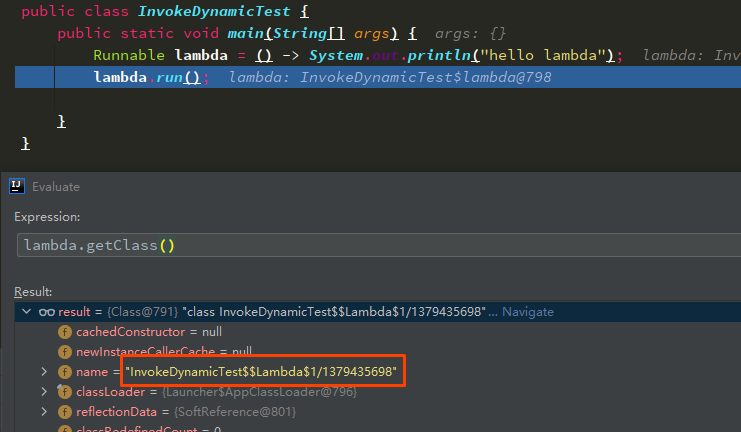 public class InvokeDynamicTest {
public static void main(String[] args) { args: {}
Runnable lambda = () -> System.out.println("hello lambda"); lambda: Inv
lambda.run(); lambda: InvokeDynamicTest$lambda@798
}
}
IJ Evaluate
Expression:
lambda.getClass()
Result:
result = {Class@791} "class InvokeDynamicTest$$Lambda$1/1379435698"... Navigate
f cachedConstructor = null
f newInstanceCallerCache = null
f name = "InvokeDynamicTest$$Lambda$1/1379435698"
f classLoader = {Launcher$AppClassLoader@796}
f reflectionData = {SoftReference@801}
f classRedefinedCount = 0